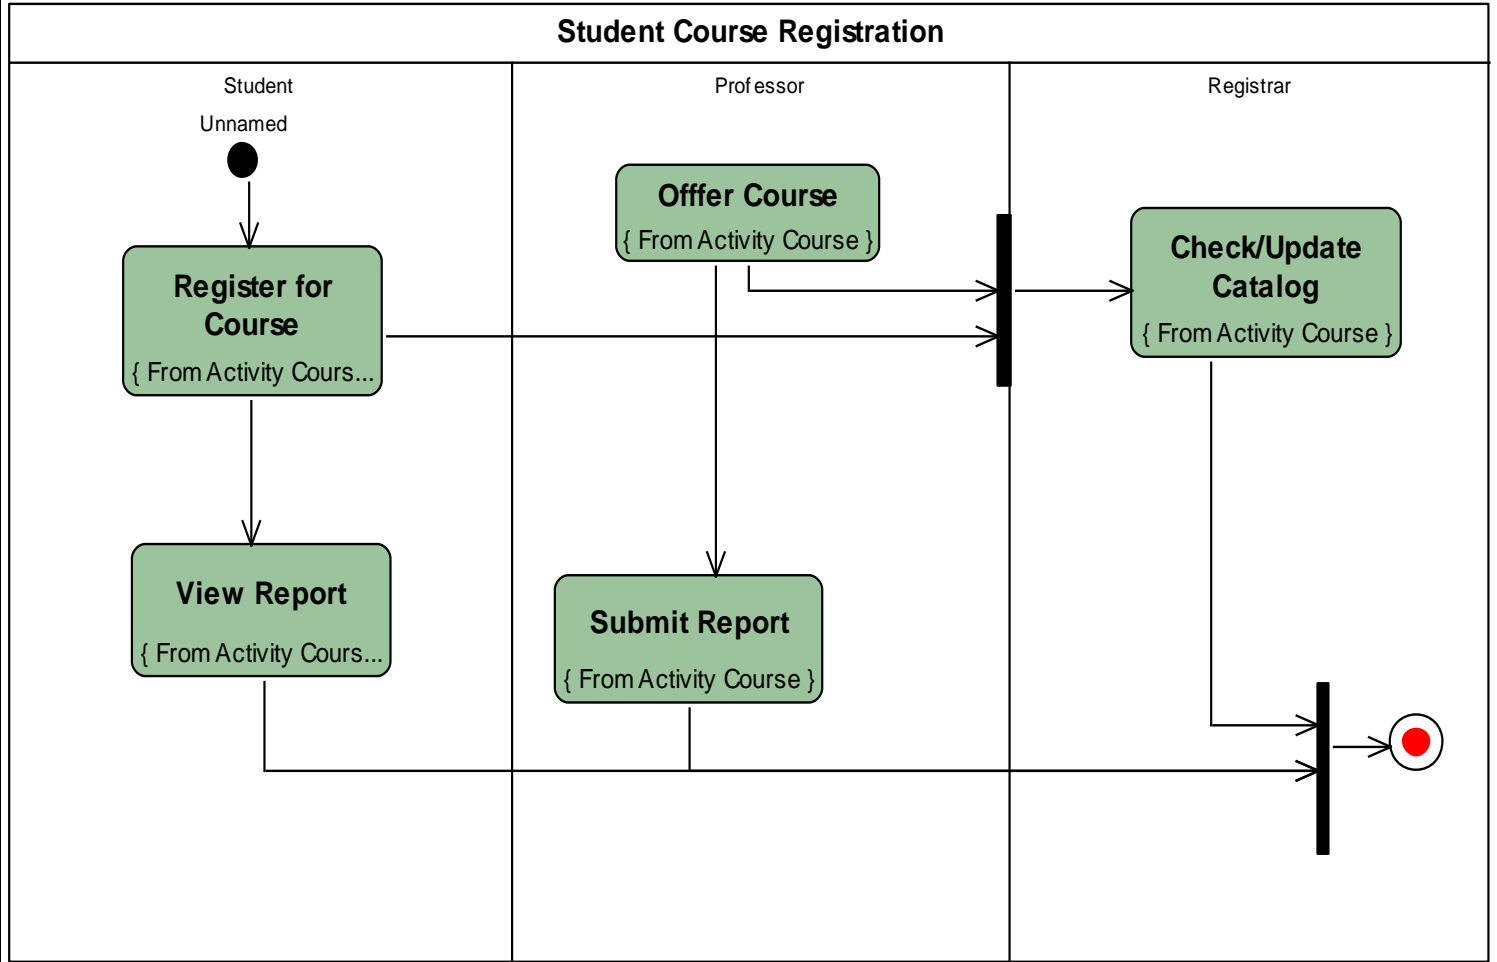 Student Course Registration
Student
Professor
Registrar
Unnamed
Offfer Course
{ From Activity Course }
Register for
Course
{ From Activity Cours...
Check/Update
Catalog
{ From Activity Course }
View Report
{ From Activity Cours...
Submit Report
{ From Activity Course }